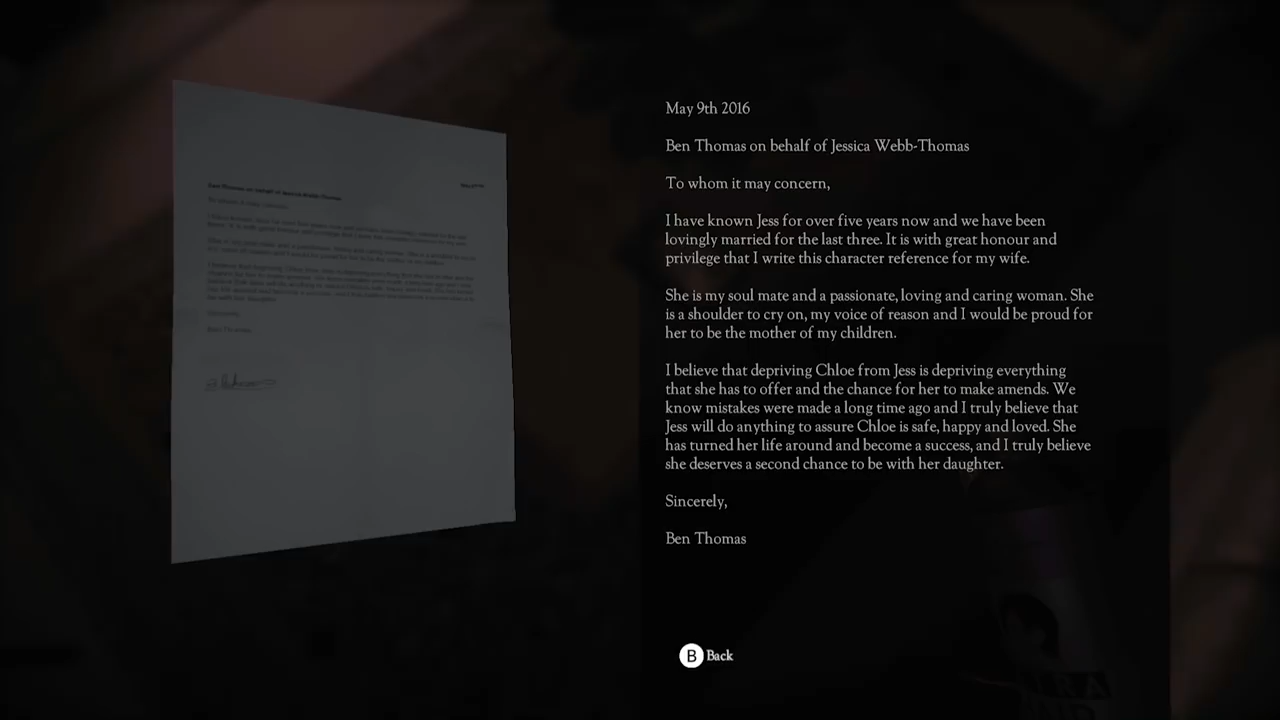 May 9th 2016
Ben Thomas on behalf of Jessica Webb-Thomas
To whom it may concern,
I have known Jess for over five years now and we have been
lovingly married for the last three. It is with great honour and
privilege that I write this character reference for my wife.
She is my soul mate and a passionate, loving and caring woman. She
is a shoulder to cry on, my voice of reason and I would be proud for
her to be the mother of my children.
I believe that depriving Chloe from Jess is depriving everything
that she has to offer and the chance for her to make amends. We
know mistakes were made a long time ago and I truly believe that
Jess will do anything to assure Chloe is safe, happy and loved. She
has turned her life around and become a success, and I truly believe
she deserves a second chance to be with her daughter.
Sincerely,
Ben Thomas
B Back